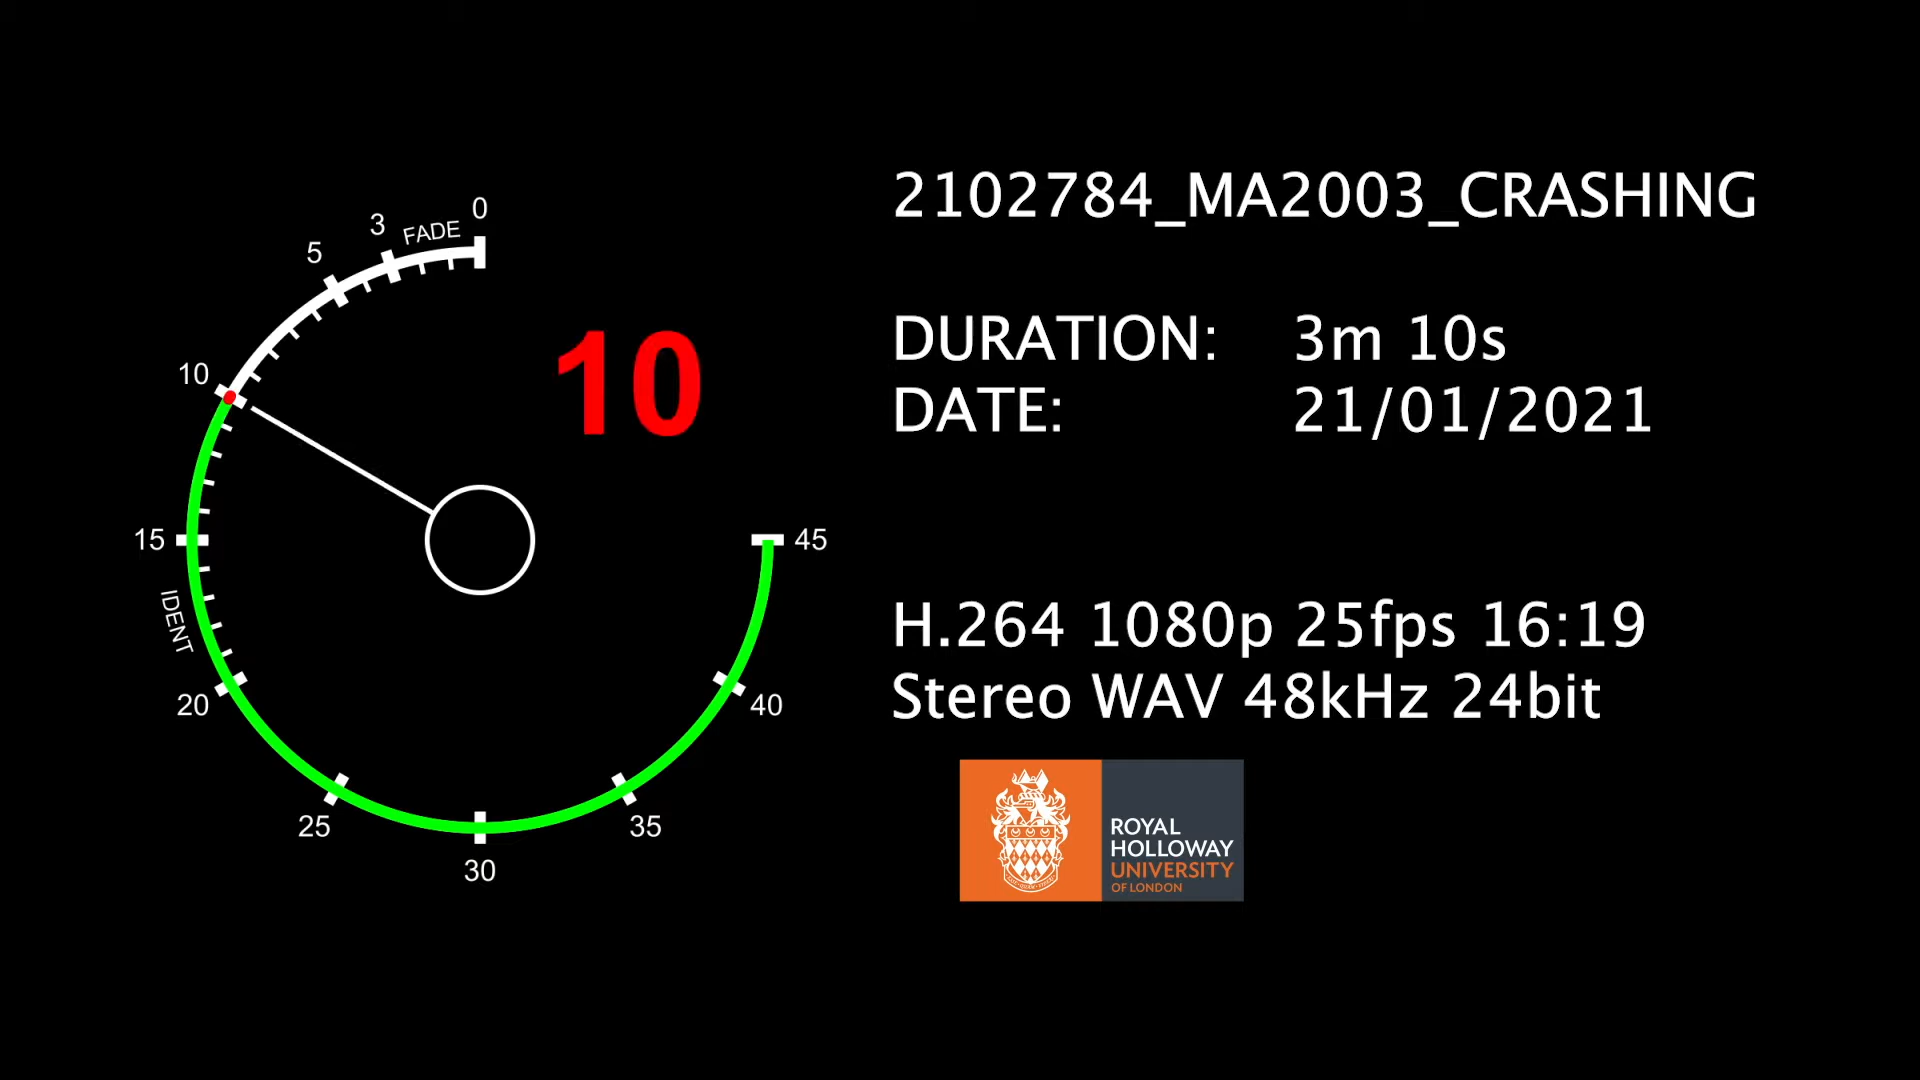 0
3
FADE
5
10
15
IDENT
20
25
30
35
40
45
10
2102784_MA2003_CRASHING
DURATION: 3m 10s
DATE: 21/01/2021
H.264 1080p 25fps 16:19
Stereo WAV 48kHz 24bit
ROYAL
HOLLOWAY
UNIVERSITY
OF LONDON